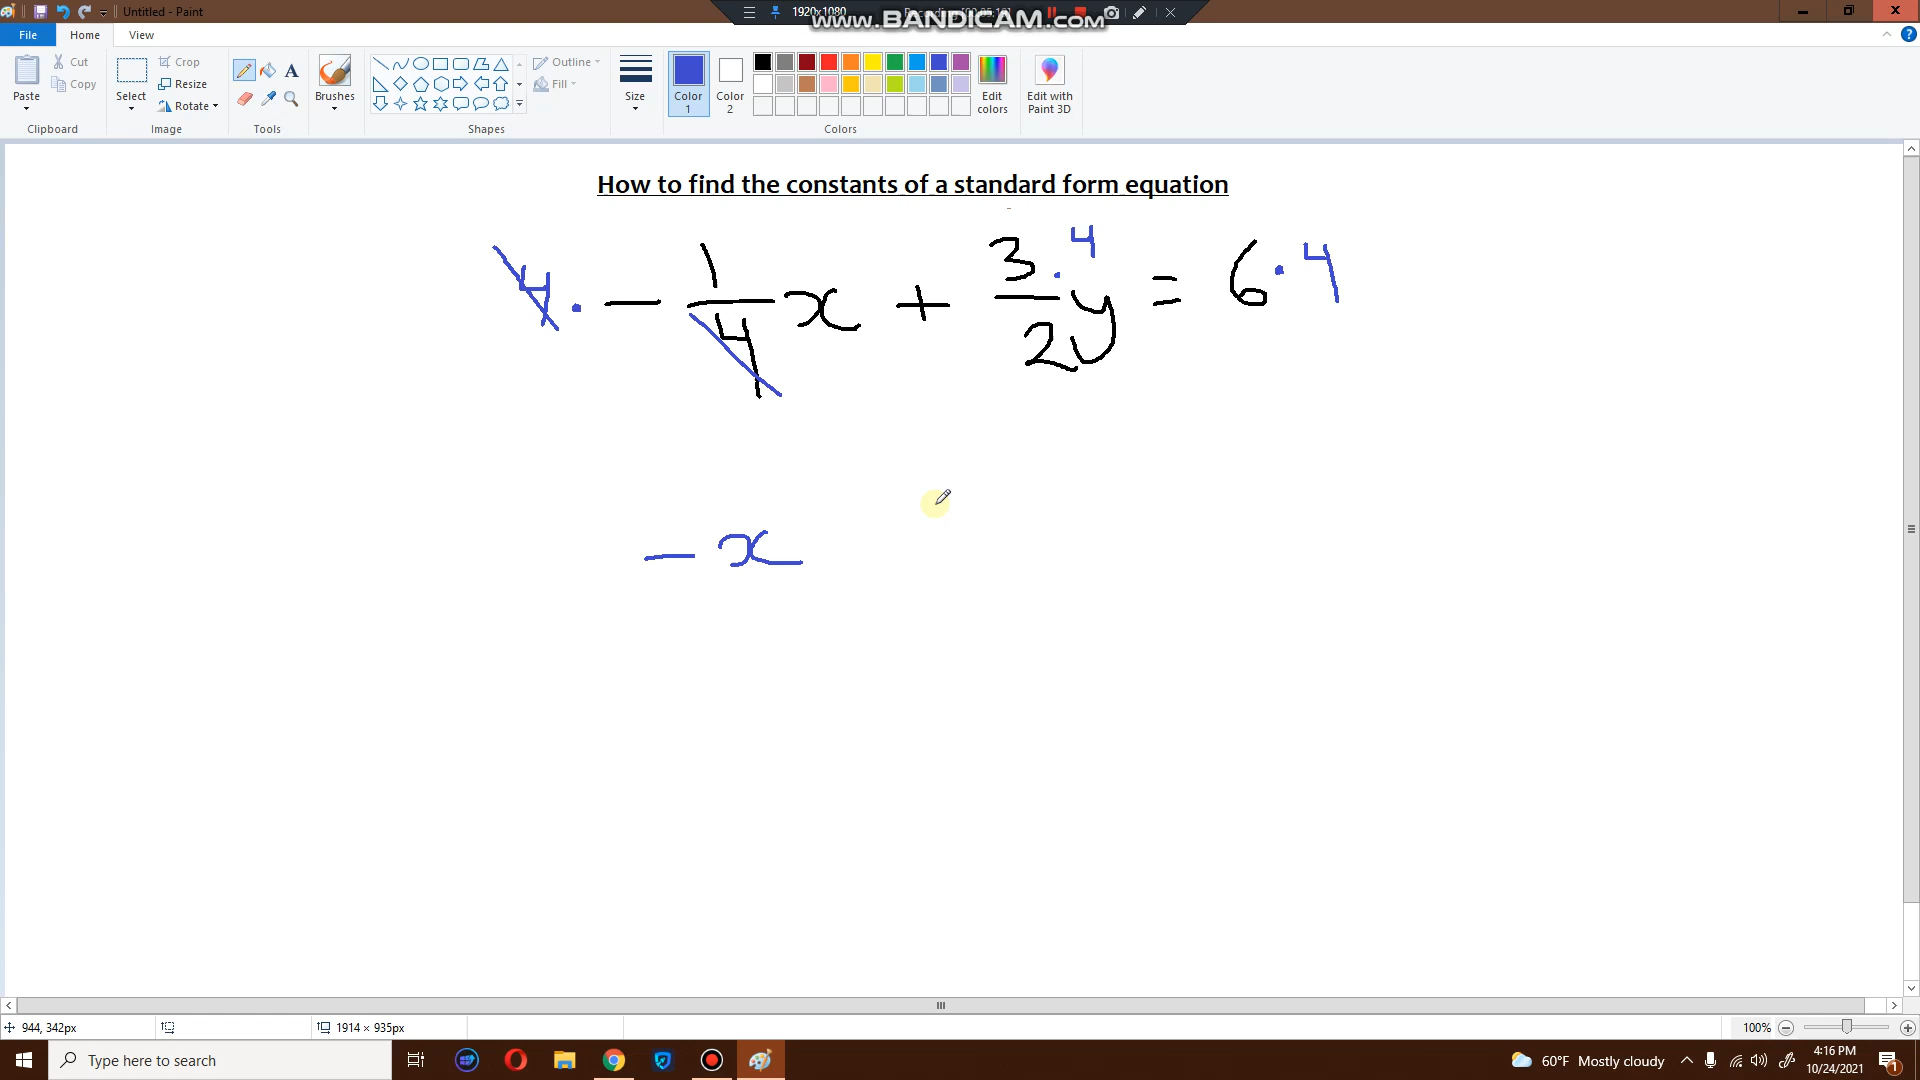 Untitled - Paint
1920x1080
www.BANDICAM.com
File Home View
Paste
Cut
Copy
Clipboard
Select
Crop
Resize
Rotate
Image
A
Tools
Brushes
Outline
Fill
Shapes
Size
Color 1
Color 2
Edit colors
Edit with Paint 3D
Colors
How to find the constants of a standard form equation
4 · − 1/4 x + 3 · 4/2 y = 6 · 4
− x
944, 342px
1914 × 935px
100%
Type here to search
60°F Mostly cloudy
4:16 PM
10/24/2021
1